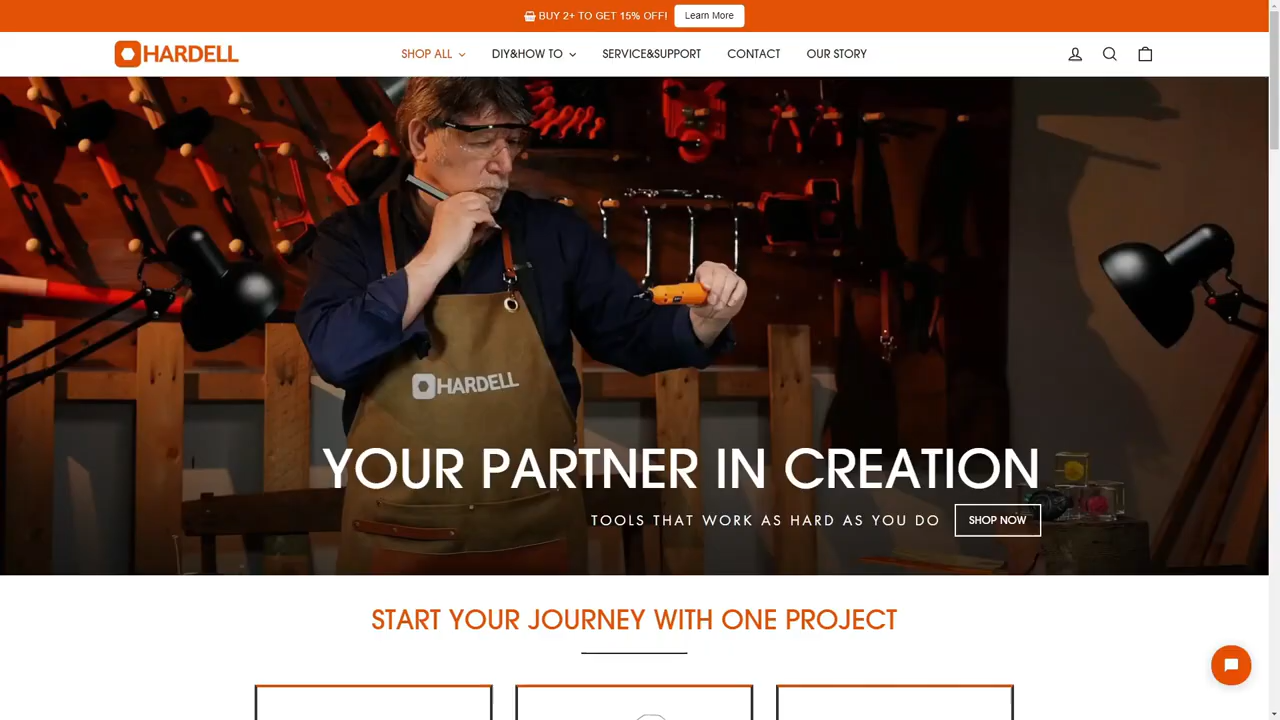 BUY 2+ TO GET 15% OFF! Learn More
HARDELL
SHOP ALL
DIY&HOW TO
SERVICE&SUPPORT
CONTACT
OUR STORY
HARDELL
YOUR PARTNER IN CREATION
TOOLS THAT WORK AS HARD AS YOU DO
SHOP NOW
START YOUR JOURNEY WITH ONE PROJECT